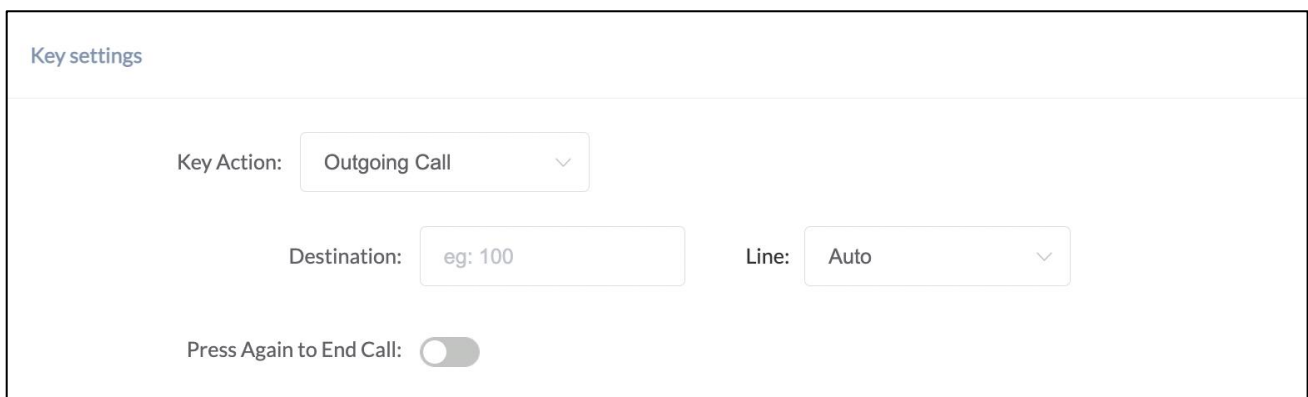 Key settings
Key Action: Outgoing Call
Destination: eg: 100 Line: Auto
Press Again to End Call: